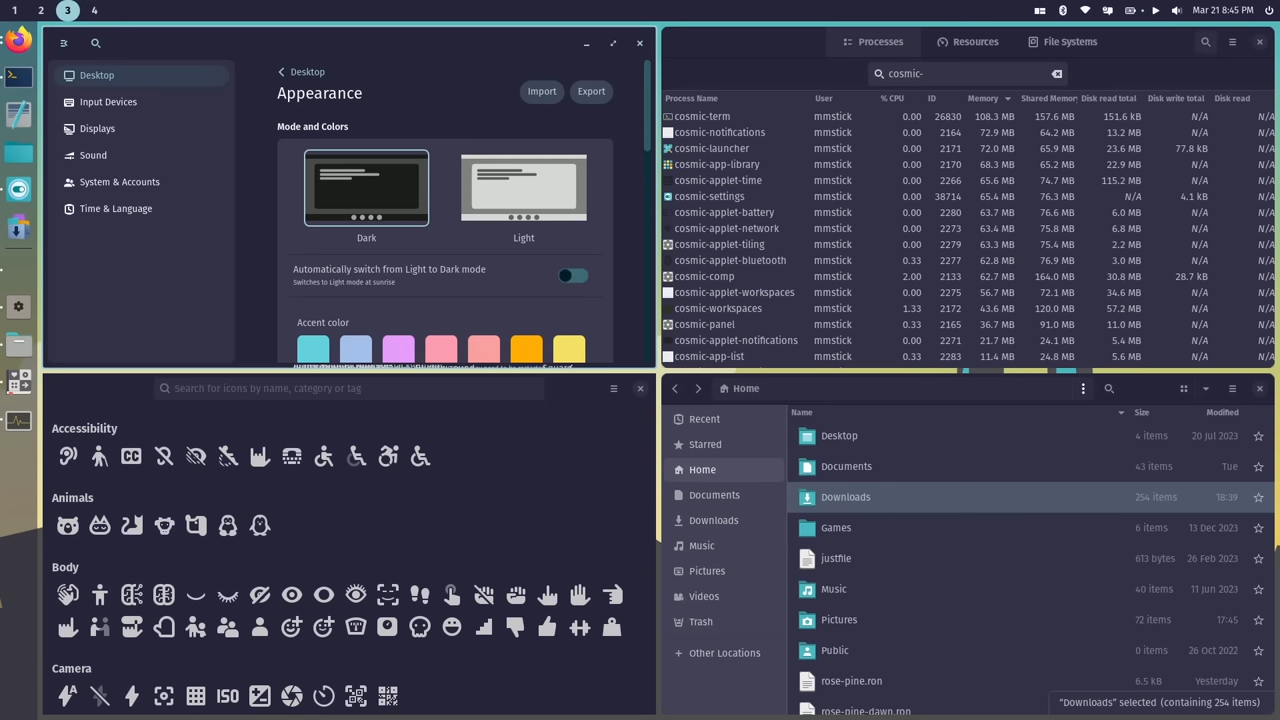 1 2 3 4
Mar 21 8:45 PM
Desktop
Input Devices
Displays
Sound
System & Accounts
Time & Language
Desktop
Appearance
Import
Export
Mode and Colors
Dark
Light
Automatically switch from Light to Dark mode
Switches to Light mode at sunrise
Accent color
Processes
Resources
File Systems
cosmic-
Process Name User % CPU ID Memory Shared Memory Disk read total Disk write total Disk read
cosmic-term mmstick 0.00 26830 108.3 MB 157.6 MB 151.6 kB N/A N/A
cosmic-notifications mmstick 0.00 2164 72.9 MB 64.2 MB 13.2 MB N/A N/A
cosmic-launcher mmstick 0.00 2171 72.0 MB 65.9 MB 23.6 MB 77.8 kB N/A
cosmic-app-library mmstick 0.00 2170 68.3 MB 65.2 MB 22.9 MB N/A N/A
cosmic-applet-time mmstick 0.00 2266 65.6 MB 74.7 MB 115.2 MB N/A N/A
cosmic-settings mmstick 0.00 38714 65.4 MB 76.3 MB N/A 4.1 kB N/A
cosmic-applet-battery mmstick 0.00 2280 63.7 MB 76.6 MB 6.0 MB N/A N/A
cosmic-applet-network mmstick 0.00 2273 63.4 MB 75.8 MB 6.8 MB N/A N/A
cosmic-applet-tiling mmstick 0.00 2279 63.3 MB 75.4 MB 2.2 MB N/A N/A
cosmic-applet-bluetooth mmstick 0.33 2277 62.8 MB 76.9 MB 3.0 MB N/A N/A
cosmic-comp mmstick 2.00 2133 62.7 MB 164.0 MB 30.8 MB 28.7 kB N/A
cosmic-applet-workspaces mmstick 0.00 2275 56.7 MB 72.1 MB 34.6 MB N/A N/A
cosmic-workspaces mmstick 1.33 2172 43.6 MB 120.0 MB 57.2 MB N/A N/A
cosmic-panel mmstick 0.33 2165 36.7 MB 91.0 MB 11.0 MB N/A N/A
cosmic-applet-notifications mmstick 0.00 2271 21.7 MB 24.1 MB 5.4 MB N/A N/A
cosmic-app-list mmstick 0.33 2283 11.4 MB 24.8 MB 5.6 MB N/A N/A
Search for icons by name, category or tag
Accessibility
CC
Animals
Body
Camera
ISO
Home
Recent
Starred
Home
Documents
Downloads
Music
Pictures
Videos
Trash
Other Locations
Name Size Modified
Desktop 4 items 20 Jul 2023
Documents 43 items Tue
Downloads 254 items 18:39
Games 6 items 13 Dec 2023
justfile 613 bytes 26 Feb 2023
Music 40 items 11 Jun 2023
Pictures 72 items 17:45
Public 0 items 26 Oct 2022
rose-pine.ron 6.5 kB Yesterday
rose-pine-dawn.ron
“Downloads” selected (containing 254 items)